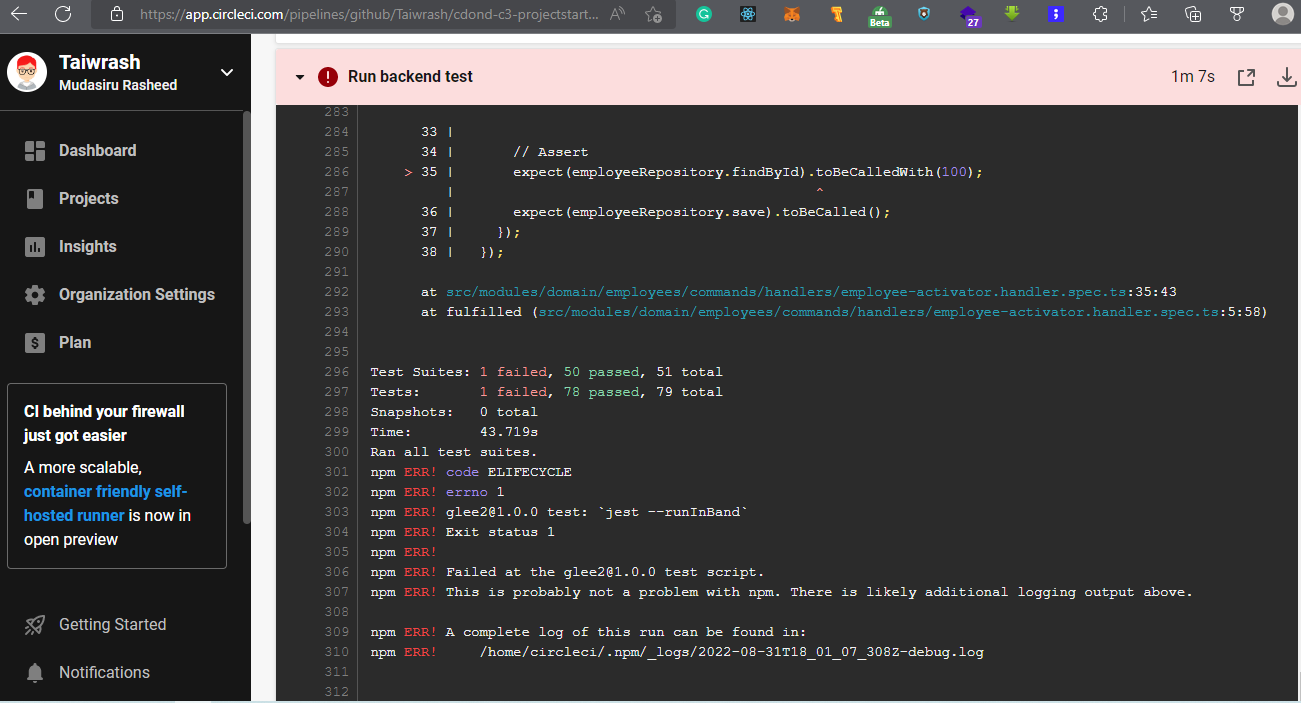 https://app.circleci.com/pipelines/github/Taiwrash/cdond-c3-projectstart...
Beta
27
Taiwrash
Mudasiru Rasheed
Dashboard
Projects
Insights
Organization Settings
Plan
CI behind your firewall
just got easier
A more scalable,
container friendly self-
hosted runner is now in
open preview
Getting Started
Notifications
Run backend test
1m 7s
283
284 33 |
285 34 | // Assert
286 > 35 | expect(employeeRepository.findById).toBeCalledWith(100);
287 | ^
288 36 | expect(employeeRepository.save).toBeCalled();
289 37 | });
290 38 | });
291
292 at src/modules/domain/employees/commands/handlers/employee-activator.handler.spec.ts:35:43
293 at fulfilled (src/modules/domain/employees/commands/handlers/employee-activator.handler.spec.ts:5:58)
294
295
296 Test Suites: 1 failed, 50 passed, 51 total
297 Tests: 1 failed, 78 passed, 79 total
298 Snapshots: 0 total
299 Time: 43.719s
300 Ran all test suites.
301 npm ERR! code ELIFECYCLE
302 npm ERR! errno 1
303 npm ERR! glee2@1.0.0 test: `jest --runInBand`
304 npm ERR! Exit status 1
305 npm ERR!
306 npm ERR! Failed at the glee2@1.0.0 test script.
307 npm ERR! This is probably not a problem with npm. There is likely additional logging output above.
308
309 npm ERR! A complete log of this run can be found in:
310 npm ERR! /home/circleci/.npm/_logs/2022-08-31T18_01_07_308Z-debug.log
311
312